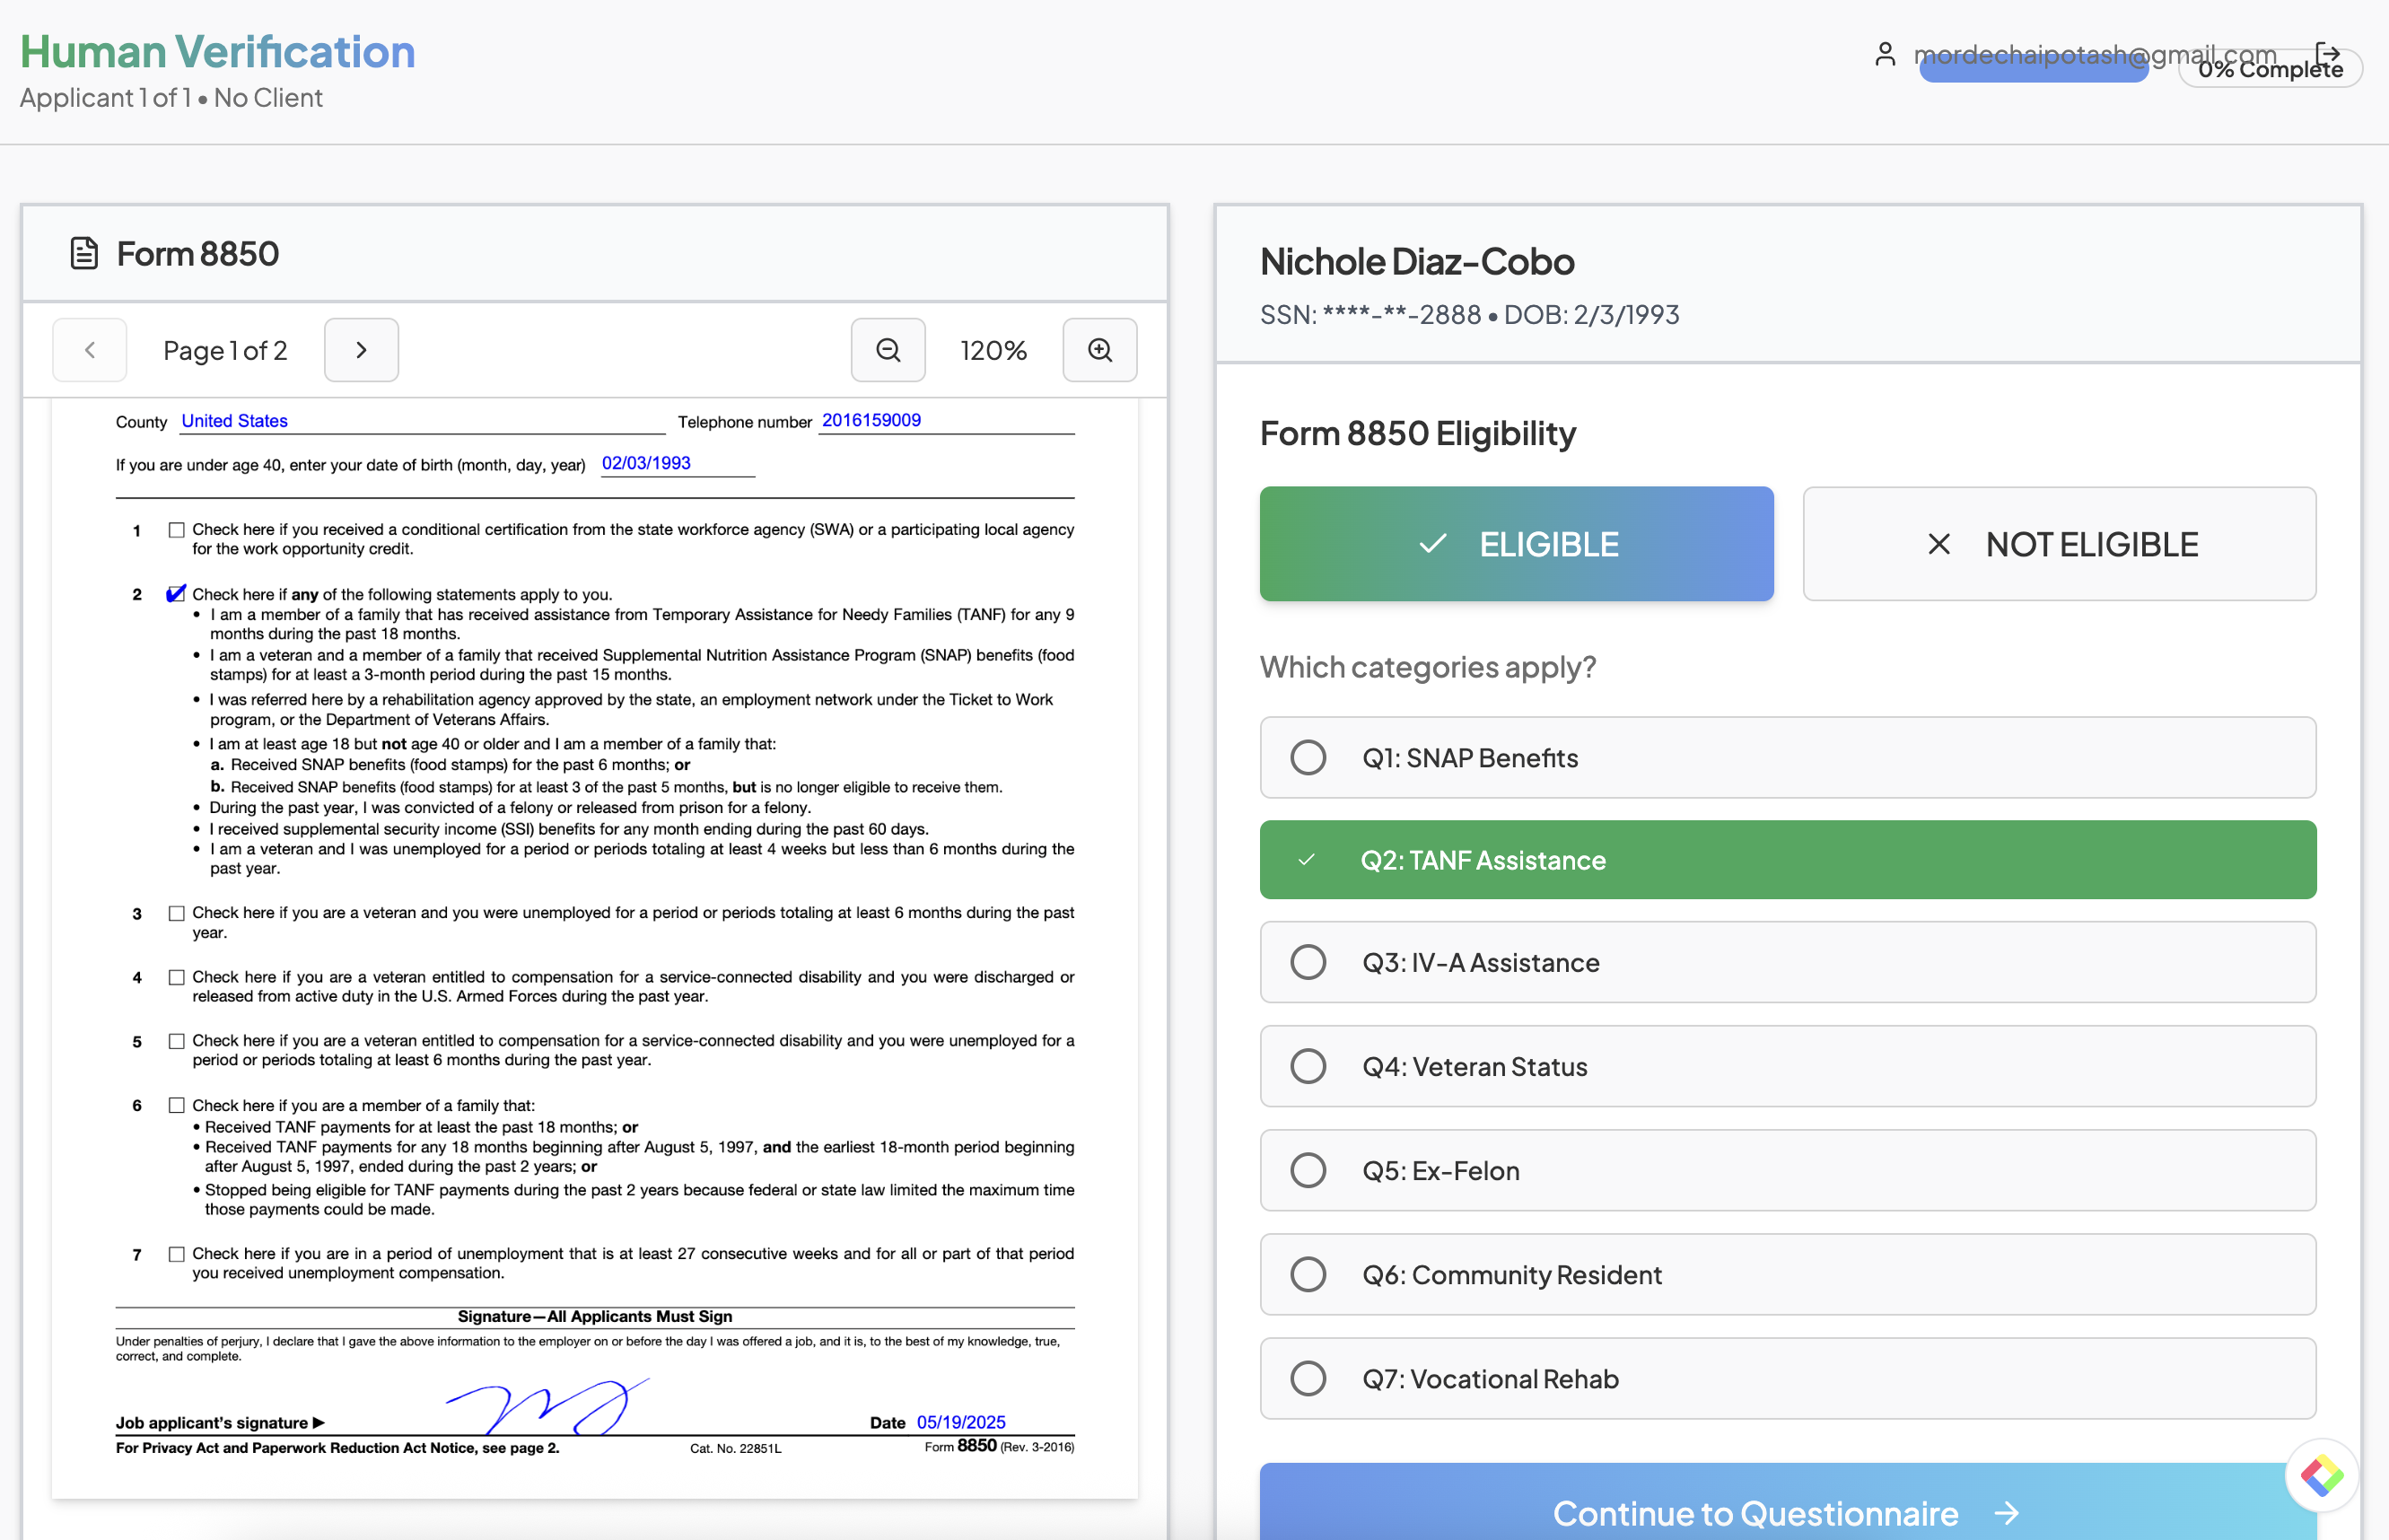 Human Verification
Applicant 1 of 1 • No Client
mordechaipotash@gmail.com
0% Complete
Form 8850
Page 1 of 2
120%
County United States Telephone number 2016159009
If you are under age 40, enter your date of birth (month, day, year) 02/03/1993
1 Check here if you received a conditional certification from the state workforce agency (SWA) or a participating local agency
for the work opportunity credit.
2 Check here if any of the following statements apply to you.
• I am a member of a family that has received assistance from Temporary Assistance for Needy Families (TANF) for any 9
months during the past 18 months.
• I am a veteran and a member of a family that received Supplemental Nutrition Assistance Program (SNAP) benefits (food
stamps) for at least a 3-month period during the past 15 months.
• I was referred here by a rehabilitation agency approved by the state, an employment network under the Ticket to Work
program, or the Department of Veterans Affairs.
• I am at least age 18 but not age 40 or older and I am a member of a family that:
a. Received SNAP benefits (food stamps) for the past 6 months; or
b. Received SNAP benefits (food stamps) for at least 3 of the past 5 months, but is no longer eligible to receive them.
• During the past year, I was convicted of a felony or released from prison for a felony.
• I received supplemental security income (SSI) benefits for any month ending during the past 60 days.
• I am a veteran and I was unemployed for a period or periods totaling at least 4 weeks but less than 6 months during the
past year.
3 Check here if you are a veteran and you were unemployed for a period or periods totaling at least 6 months during the past
year.
4 Check here if you are a veteran entitled to compensation for a service-connected disability and you were discharged or
released from active duty in the U.S. Armed Forces during the past year.
5 Check here if you are a veteran entitled to compensation for a service-connected disability and you were unemployed for a
period or periods totaling at least 6 months during the past year.
6 Check here if you are a member of a family that:
• Received TANF payments for at least the past 18 months; or
• Received TANF payments for any 18 months beginning after August 5, 1997, and the earliest 18-month period beginning
after August 5, 1997, ended during the past 2 years; or
• Stopped being eligible for TANF payments during the past 2 years because federal or state law limited the maximum time
those payments could be made.
7 Check here if you are in a period of unemployment that is at least 27 consecutive weeks and for all or part of that period
you received unemployment compensation.
Signature—All Applicants Must Sign
Under penalties of perjury, I declare that I gave the above information to the employer on or before the day I was offered a job, and it is, to the best of my knowledge, true,
correct, and complete.
Job applicant's signature ▶ Date 05/19/2025
For Privacy Act and Paperwork Reduction Act Notice, see page 2. Cat. No. 22851L Form 8850 (Rev. 3-2016)
Nichole Diaz-Cobo
SSN: ****-**-2888 • DOB: 2/3/1993
Form 8850 Eligibility
ELIGIBLE
NOT ELIGIBLE
Which categories apply?
Q1: SNAP Benefits
Q2: TANF Assistance
Q3: IV-A Assistance
Q4: Veteran Status
Q5: Ex-Felon
Q6: Community Resident
Q7: Vocational Rehab
Continue to Questionnaire →